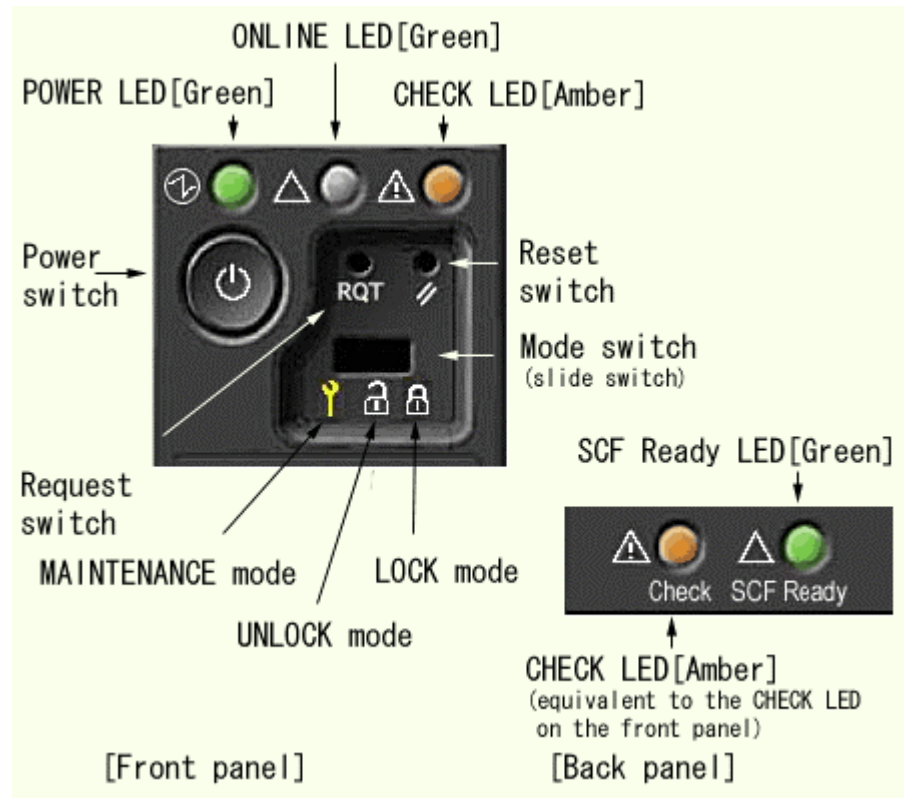 ONLINE LED[Green]
POWER LED[Green]
CHECK LED[Amber]
Power
switch
Reset
switch
RQT
Mode switch
(slide switch)
Request
switch
SCF Ready LED[Green]
MAINTENANCE mode
LOCK mode
UNLOCK mode
Check
SCF Ready
CHECK LED[Amber]
(equivalent to the CHECK LED
on the front panel)
[Front panel]
[Back panel]